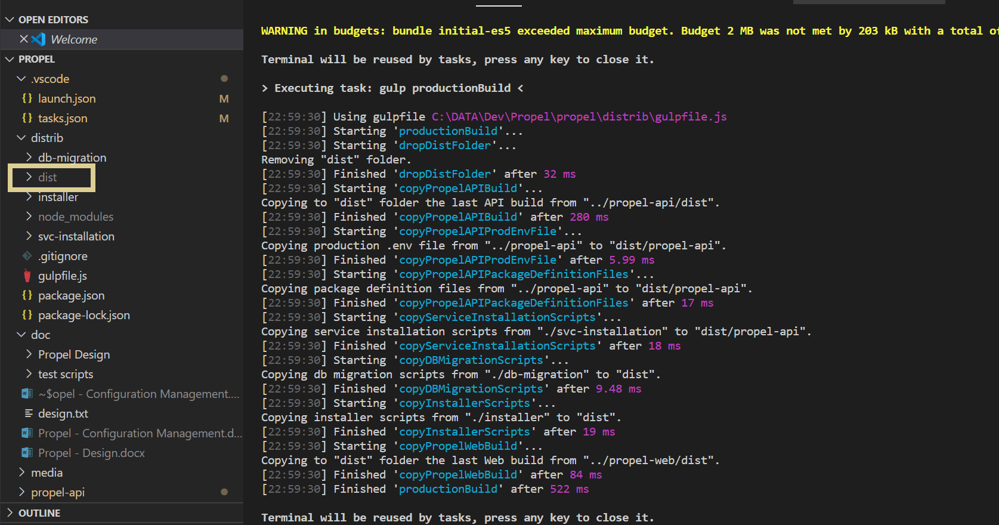 OPEN EDITORS
Welcome
PROPEL
.vscode
launch.json M
tasks.json M
distrib
db-migration
dist
installer
node_modules
svc-installation
.gitignore
gulpfile.js
package.json
package-lock.json
doc
Propel Design
test scripts
~$opel - Configuration Management....
design.txt
Propel - Configuration Management.d...
Propel - Design.docx
media
propel-api
OUTLINE
WARNING in budgets: bundle initial-es5 exceeded maximum budget. Budget 2 MB was not met by 203 kB with a total of
Terminal will be reused by tasks, press any key to close it.
> Executing task: gulp productionBuild <
[22:59:30] Using gulpfile C:\DATA\Dev\Propel\propel\distrib\gulpfile.js
[22:59:30] Starting 'productionBuild'...
[22:59:30] Starting 'dropDistFolder'...
Removing "dist" folder.
[22:59:30] Finished 'dropDistFolder' after 32 ms
[22:59:30] Starting 'copyPropelAPIBuild'...
Copying to "dist" folder the last API build from "../propel-api/dist".
[22:59:30] Finished 'copyPropelAPIBuild' after 280 ms
[22:59:30] Starting 'copyPropelAPIProdEnvFile'...
Copying production .env file from "../propel-api" to "dist/propel-api".
[22:59:30] Finished 'copyPropelAPIProdEnvFile' after 5.99 ms
[22:59:30] Starting 'copyPropelAPIPackageDefinitionFiles'...
Copying package definition files from "../propel-api" to "dist/propel-api".
[22:59:30] Finished 'copyPropelAPIPackageDefinitionFiles' after 17 ms
[22:59:30] Starting 'copyServiceInstallationScripts'...
Copying service installation scripts from "./svc-installation" to "dist/propel-api".
[22:59:30] Finished 'copyServiceInstallationScripts' after 18 ms
[22:59:30] Starting 'copyDBMigrationScripts'...
Copying db migration scripts from "./db-migration" to "dist".
[22:59:30] Finished 'copyDBMigrationScripts' after 9.48 ms
[22:59:30] Starting 'copyInstallerScripts'...
Copying installer scripts from "./installer" to "dist".
[22:59:30] Finished 'copyInstallerScripts' after 19 ms
[22:59:30] Starting 'copyPropelWebBuild'...
Copying to "dist" folder the last Web build from "../propel-web/dist".
[22:59:30] Finished 'copyPropelWebBuild' after 84 ms
[22:59:30] Finished 'productionBuild' after 522 ms
Terminal will be reused by tasks, press any key to close it.